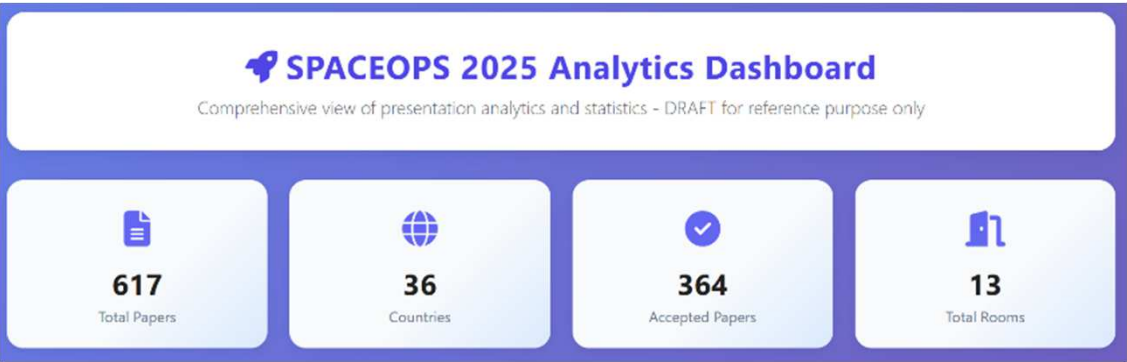 SPACEOPS 2025 Analytics Dashboard
Comprehensive view of presentation analytics and statistics - DRAFT for reference purpose only
617
Total Papers
36
Countries
364
Accepted Papers
13
Total Rooms